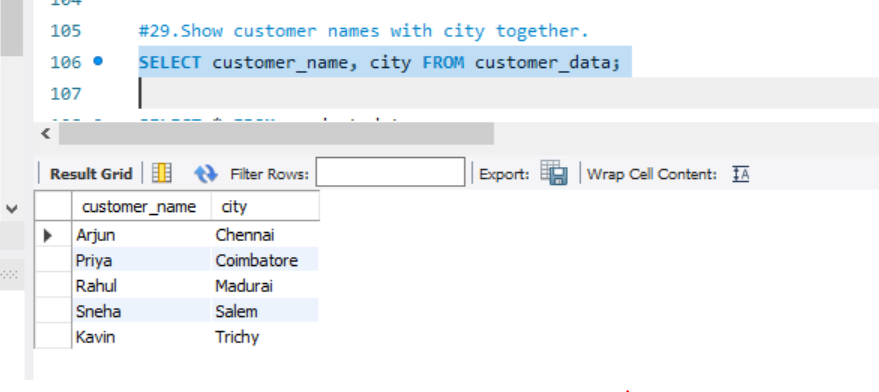 105 #29.Show customer names with city together.
106 SELECT customer_name, city FROM customer_data;
107
Result Grid Filter Rows: Export: Wrap Cell Content:
customer_name city
Arjun Chennai
Priya Coimbatore
Rahul Madurai
Sneha Salem
Kavin Trichy